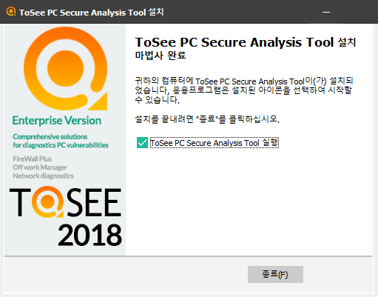 ToSee PC Secure Analysis Tool 설치
ToSee PC Secure Analysis Tool 설치
마법사 완료
귀하의 컴퓨터에 ToSee PC Secure Analysis Tool이(가) 설치되
었습니다, 응용프로그램은 설치된 아이콘을 선택하여 시작할
수 있습니다,
설치를 끝내려면 "종료"를 클릭하십시오,
ToSee PC Secure Analysis Tool 실행
Enterprise Version
Comprehensive solutions
for diagnostics PC vulnerabilities
FireWall Plus
Off work Manager
Network diagnostics
TOSEE
2018
종료(F)